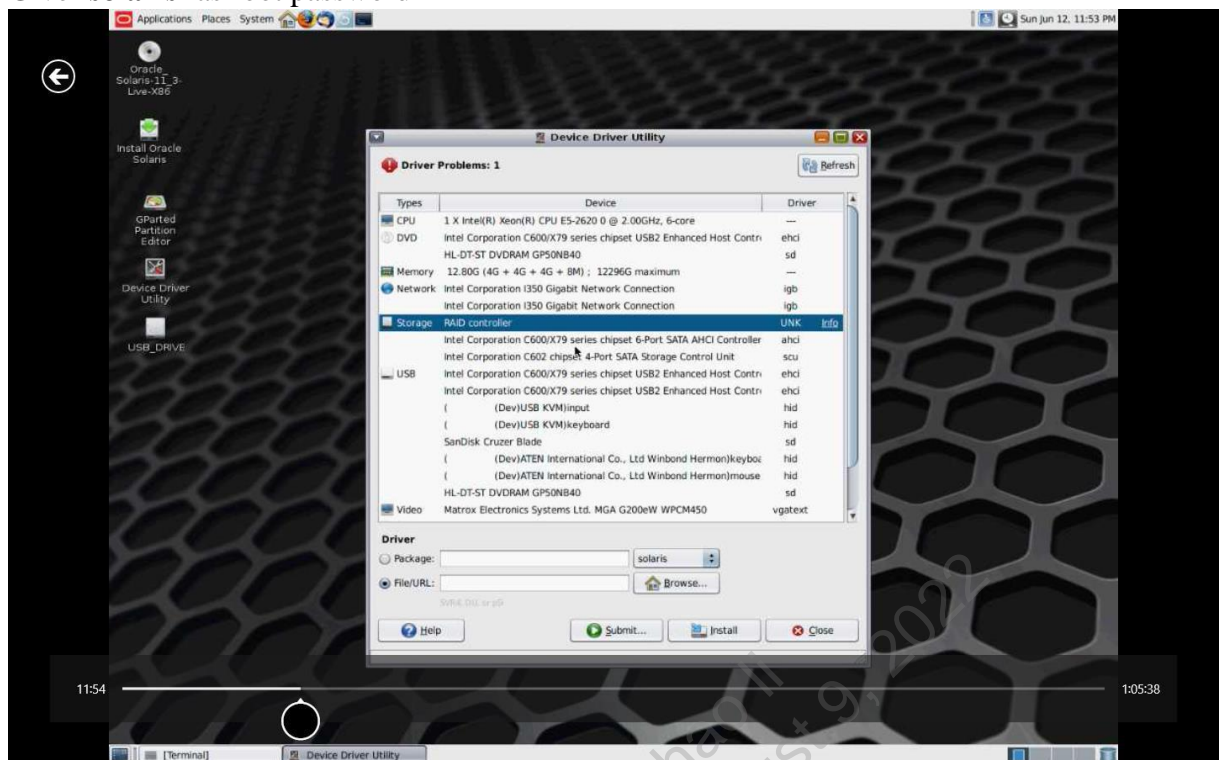 Applications Places System
Sun Jun 12, 11:53 PM
Oracle_
Solaris-11_3-
Live-X86
Install Oracle
Solaris
GParted
Partition
Editor
Device Driver
Utility
USB_DRIVE
Device Driver Utility
Driver Problems: 1
Refresh
Types Device Driver
CPU 1 X Intel(R) Xeon(R) CPU E5-2620 0 @ 2.00GHz, 6-core ---
DVD Intel Corporation C600/X79 series chipset USB2 Enhanced Host Contr ehci
HL-DT-ST DVDRAM GP50NB40 sd
Memory 12.80G (4G + 4G + 4G + 8M) ; 12296G maximum ---
Network Intel Corporation I350 Gigabit Network Connection igb
Intel Corporation I350 Gigabit Network Connection igb
Storage RAID controller UNK Info
Intel Corporation C600/X79 series chipset 6-Port SATA AHCI Controller ahci
Intel Corporation C602 chipset 4-Port SATA Storage Control Unit scu
USB Intel Corporation C600/X79 series chipset USB2 Enhanced Host Contr ehci
Intel Corporation C600/X79 series chipset USB2 Enhanced Host Contr ehci
( (Dev)USB KVM)input hid
( (Dev)USB KVM)keyboard hid
SanDisk Cruzer Blade sd
( (Dev)ATEN International Co., Ltd Winbond Hermon)keyboa hid
( (Dev)ATEN International Co., Ltd Winbond Hermon)mouse hid
HL-DT-ST DVDRAM GP50NB40 sd
Video Matrox Electronics Systems Ltd. MGA G200eW WPCM450 vgatext
Driver
Package: solaris
File/URL: Browse...
Help Submit... Install Close
11:54 1:05:38
[Terminal] Device Driver Utility